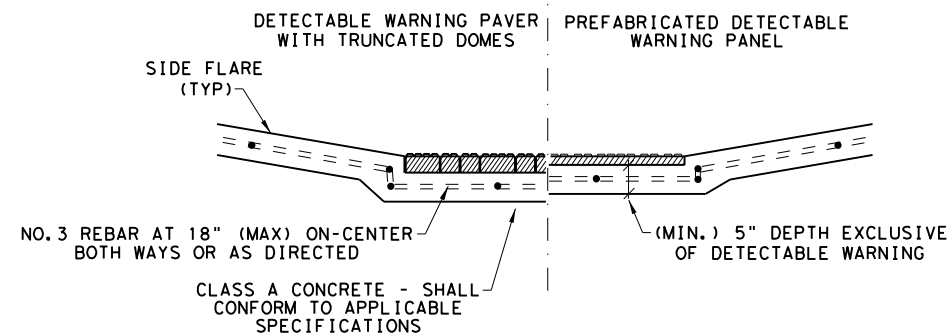 DETECTABLE WARNING PAVER
WITH TRUNCATED DOMES
PREFABRICATED DETECTABLE
WARNING PANEL
SIDE FLARE
(TYP)
NO.3 REBAR AT 18" (MAX) ON-CENTER
BOTH WAYS OR AS DIRECTED
(MIN.) 5" DEPTH EXCLUSIVE
OF DETECTABLE WARNING
CLASS A CONCRETE - SHALL
CONFORM TO APPLICABLE
SPECIFICATIONS